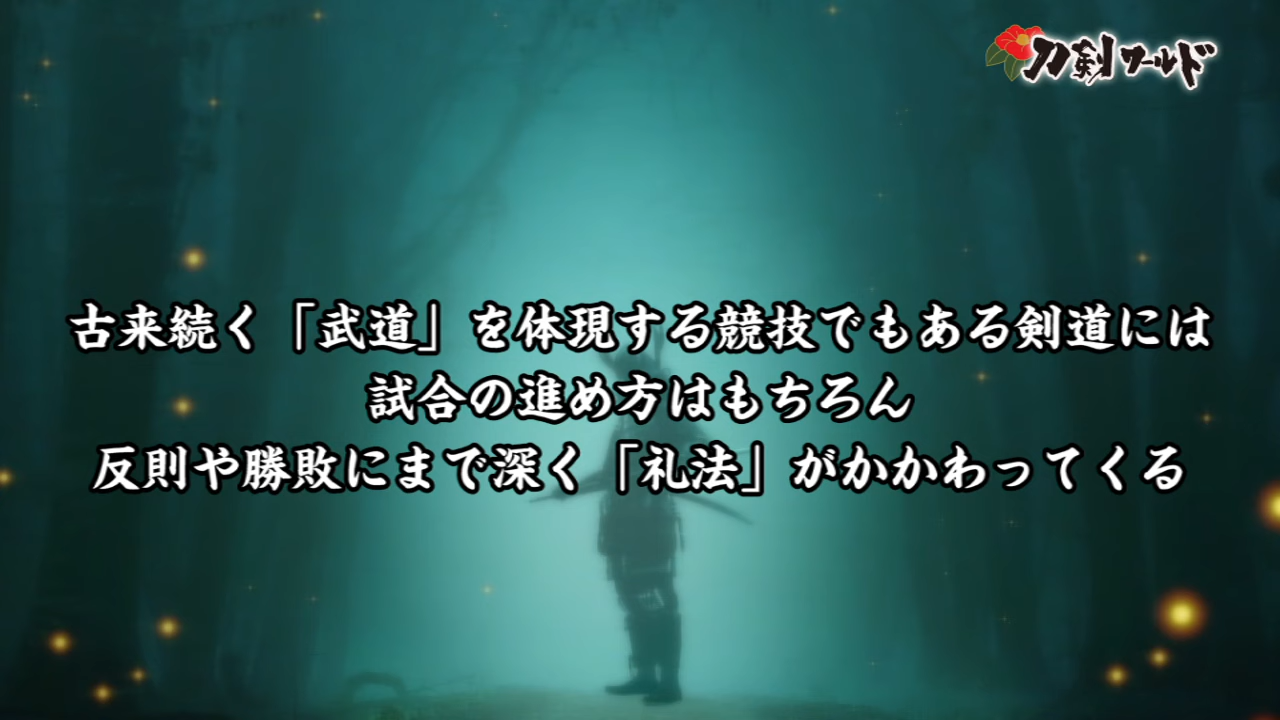 刀剣ワールド
古来続く「武道」を体現する競技でもある剣道には
試合の進め方はもちろん
反則や勝敗にまで深く「礼法」がかかわってくる